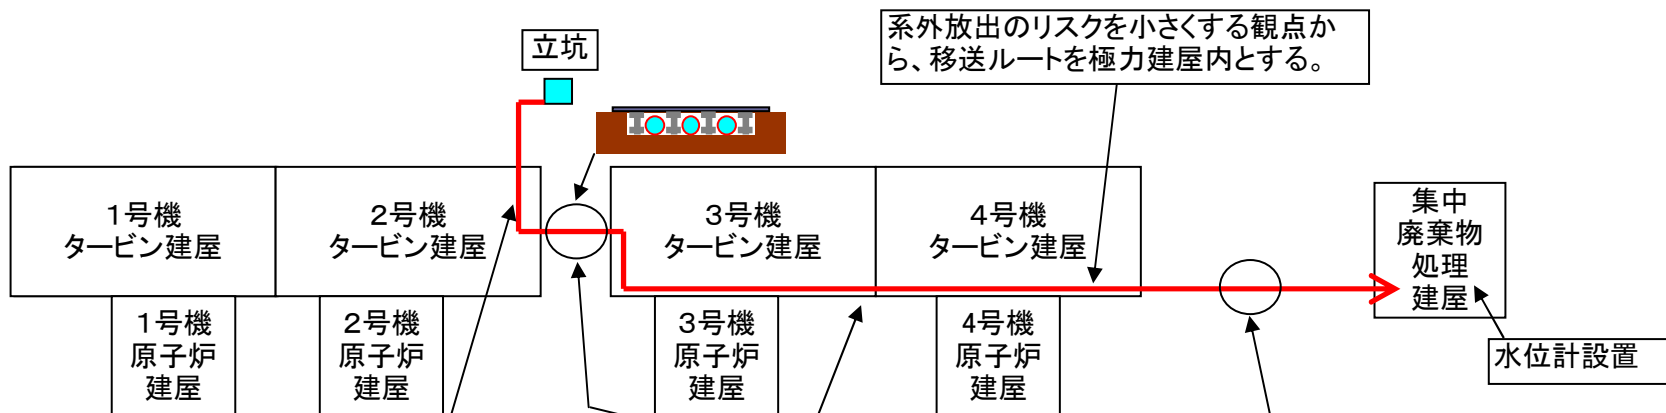 系外放出のリスクを小さくする観点か
ら、移送ルートを極力建屋内とする。
立坑
1号機
タービン建屋
2号機
タービン建屋
3号機
タービン建屋
4号機
タービン建屋
集中
廃棄物
処理
建屋
1号機
原子炉
建屋
2号機
原子炉
建屋
3号機
原子炉
建屋
4号機
原子炉
建屋
水位計設置